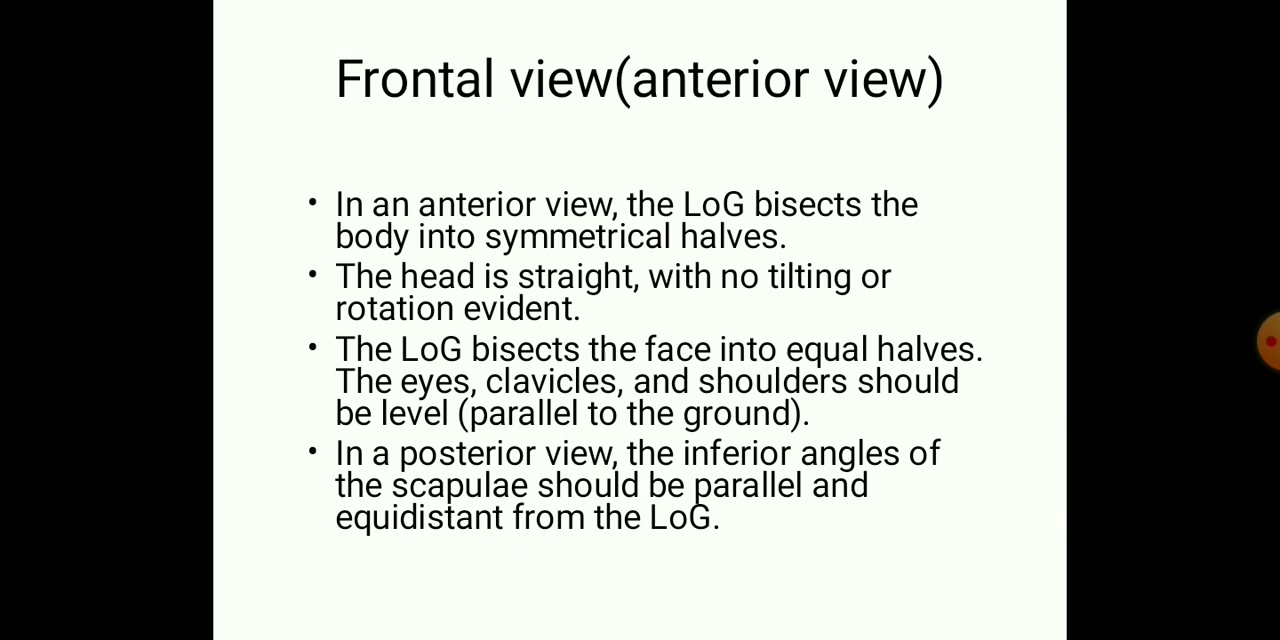 Frontal view(anterior view)
• In an anterior view, the LoG bisects the
body into symmetrical halves.
• The head is straight, with no tilting or
rotation evident.
• The LoG bisects the face into equal halves.
The eyes, clavicles, and shoulders should
be level (parallel to the ground).
• In a posterior view, the inferior angles of
the scapulae should be parallel and
equidistant from the LoG.